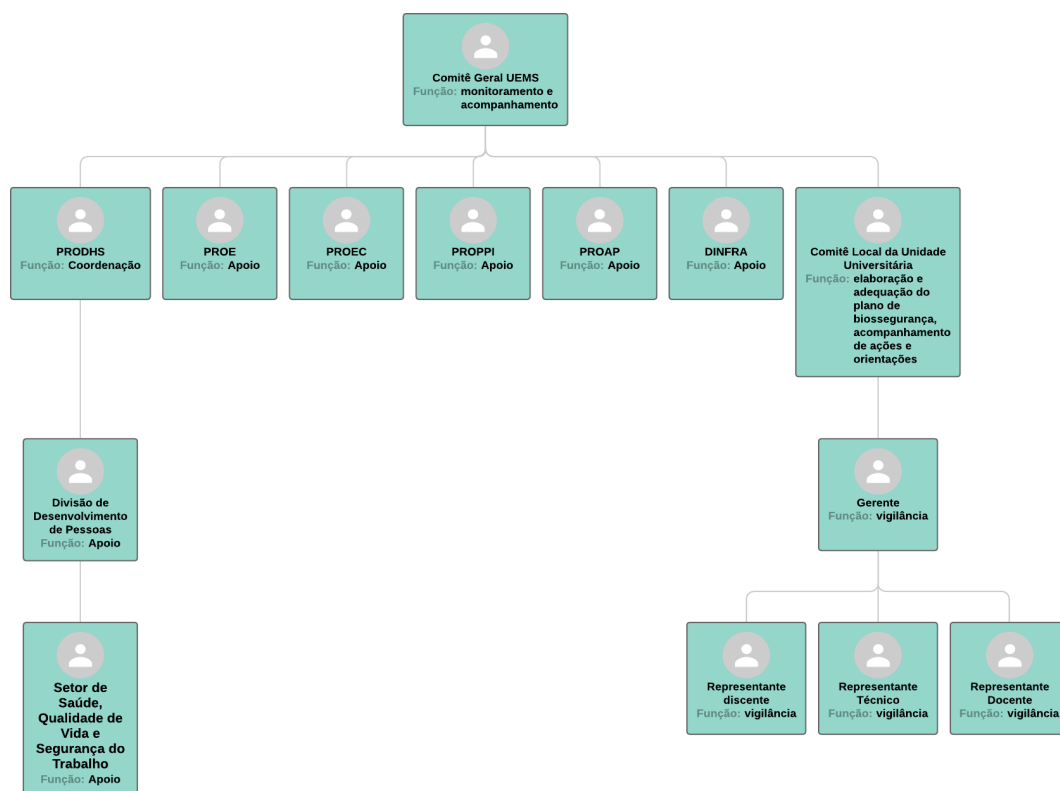 Comitê Geral UEMS
Função: monitoramento e
acompanhamento
PRODHS
Função: Coordenação
PROE
Função: Apoio
PROEC
Função: Apoio
PROPPI
Função: Apoio
PROAP
Função: Apoio
DINFRA
Função: Apoio
Comitê Local da Unidade
Universitária
Função: elaboração e
adequação do
plano de
biossegurança,
acompanhamento
de ações e
orientações
Divisão de
Desenvolvimento
de Pessoas
Função: Apoio
Gerente
Função: vigilância
Setor de
Saúde,
Qualidade de
Vida e
Segurança do
Trabalho
Função: Apoio
Representante
discente
Função: vigilância
Representante
Técnico
Função: vigilância
Representante
Docente
Função: vigilância